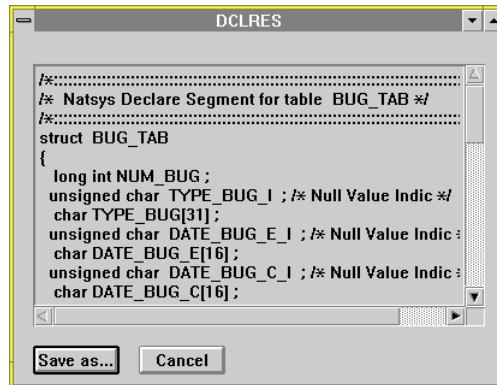 DCLRES
/*::::::::::::::::::::::::::::::::::::::::::::::::::::::::::::::::::::::
/*  Natsys Declare Segment for table  BUG_TAB */
/*::::::::::::::::::::::::::::::::::::::::::::::::::::::::::::::::::::::
struct  BUG_TAB
{
long int NUM_BUG ;
unsigned char  TYPE_BUG_I  ; /* Null Value Indic */
char TYPE_BUG[31] ;
unsigned char  DATE_BUG_E_I  ; /* Null Value Indic
char DATE_BUG_E[16] ;
unsigned char  DATE_BUG_C_I  ; /* Null Value Indic
char DATE_BUG_C[16] ;
Save as...
Cancel